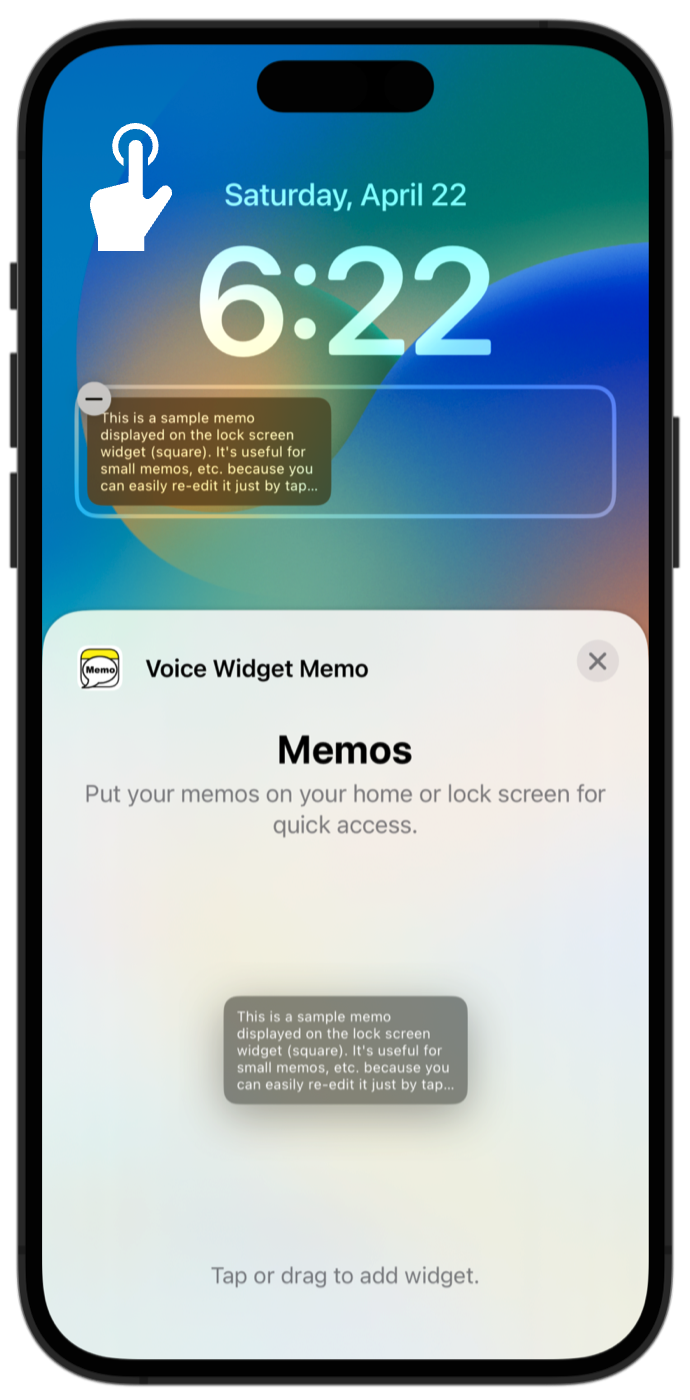 Saturday, April 22
6:22
This is a sample memo
displayed on the lock screen
widget (square). It's useful for
small memos, etc. because you
can easily re-edit it just by tap...
Memo
Voice Widget Memo
Memos
Put your memos on your home or lock screen for
quick access.
This is a sample memo
displayed on the lock screen
widget (square). It's useful for
small memos, etc. because you
can easily re-edit it just by tap...
Tap or drag to add widget.